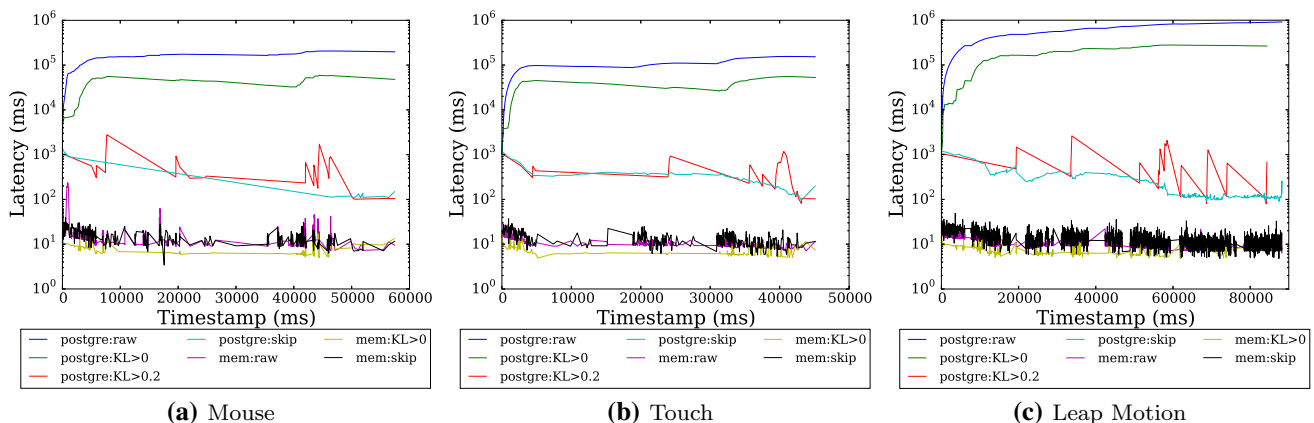 10^6
10^5
10^4
10^3
10^2
10^1
10^0
Latency (ms)
0 10000 20000 30000 40000 50000 60000
Timestamp (ms)
postgre:raw postgre:skip mem:KL>0
postgre:KL>0 mem:raw mem:skip
postgre:KL>0.2
(a) Mouse
10^6
10^5
10^4
10^3
10^2
10^1
10^0
Latency (ms)
0 10000 20000 30000 40000 50000
Timestamp (ms)
postgre:raw postgre:skip mem:KL>0
postgre:KL>0 mem:raw mem:skip
postgre:KL>0.2
(b) Touch
10^6
10^5
10^4
10^3
10^2
10^1
10^0
Latency (ms)
0 20000 40000 60000 80000
Timestamp (ms)
postgre:raw postgre:skip mem:KL>0
postgre:KL>0 mem:raw mem:skip
postgre:KL>0.2
(c) Leap Motion